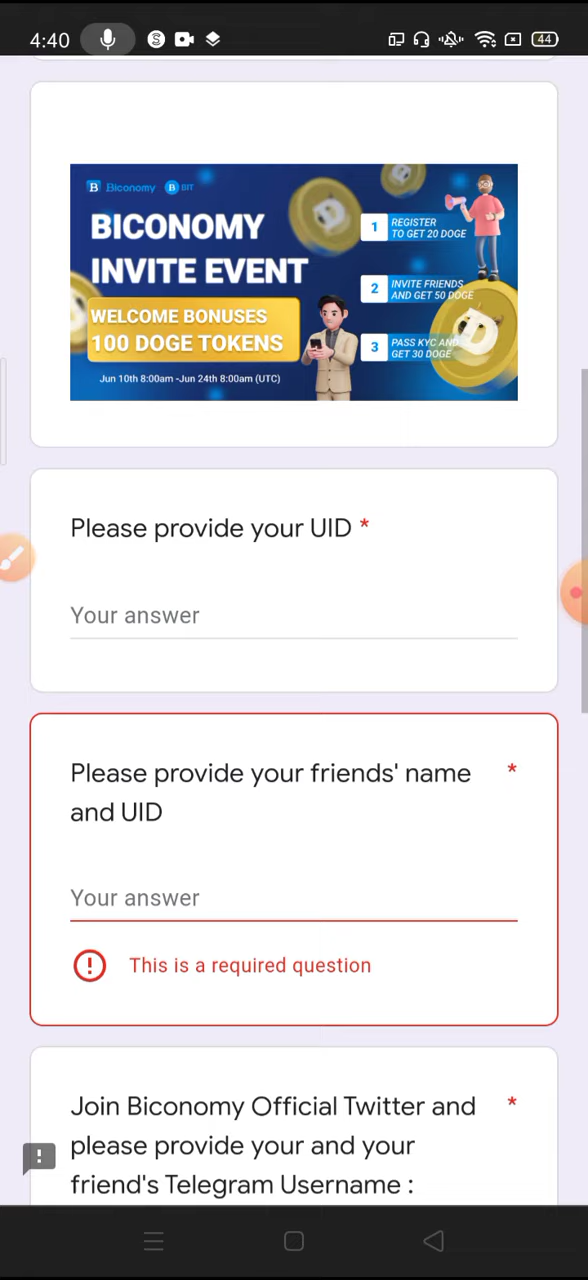 4:40
44
Biconomy BIT
BICONOMY
INVITE EVENT
WELCOME BONUSES
100 DOGE TOKENS
Jun 10th 8:00am -Jun 24th 8:00am (UTC)
1 REGISTER
TO GET 20 DOGE
2 INVITE FRIENDS
AND GET 50 DOGE
3 PASS KYC AND
GET 30 DOGE
Please provide your UID *
Your answer
Please provide your friends' name *
and UID
Your answer
This is a required question
Join Biconomy Official Twitter and *
please provide your and your
friend's Telegram Username :